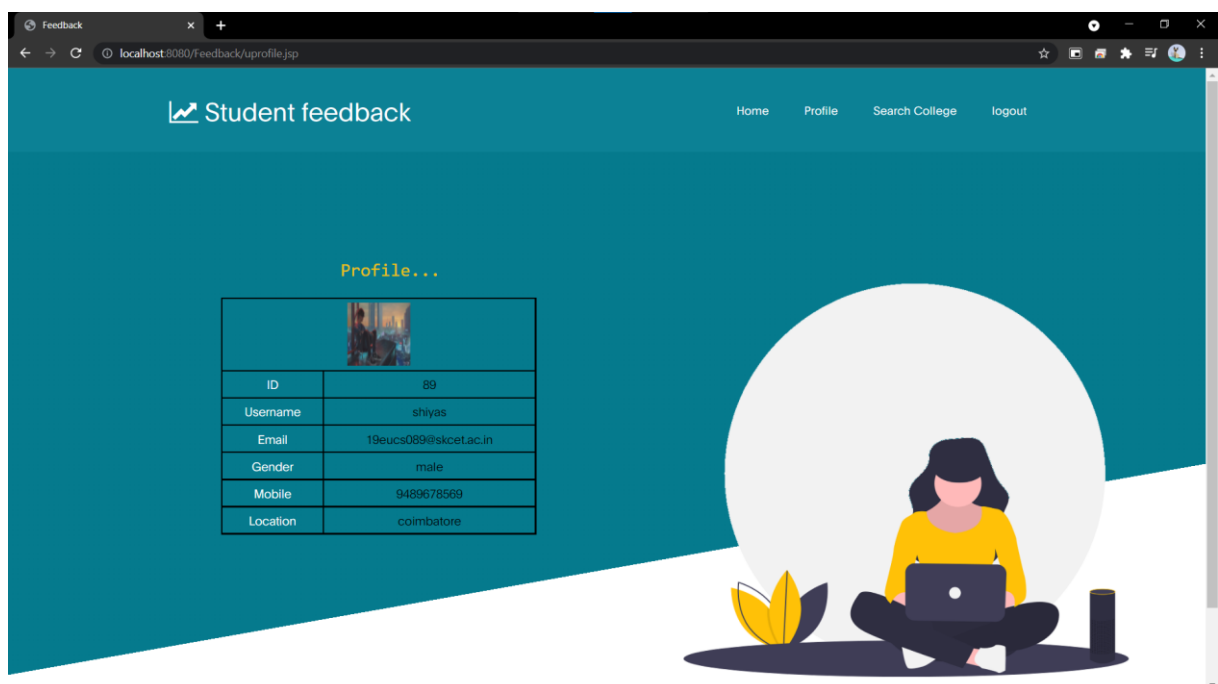 Feedback
localhost:8080/Feedback/uprofile.jsp
Student feedback
Home Profile Search College logout
Profile...
ID 89
Username shiyas
Email 19eucs089@skcet.ac.in
Gender male
Mobile 9489678569
Location coimbatore